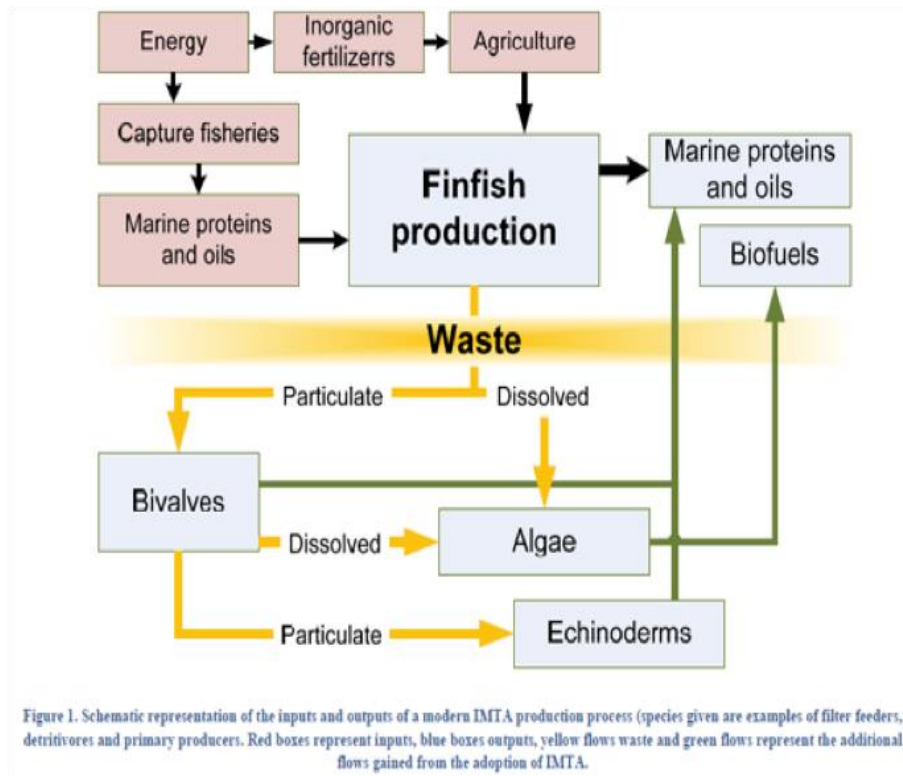 Energy
Inorganic
fertilizerrs
Agriculture
Capture fisheries
Marine proteins
and oils
Finfish
production
Marine proteins
and oils
Biofuels
Waste
Particulate
Dissolved
Bivalves
Dissolved
Algae
Particulate
Echinoderms
Figure 1. Schematic representation of the inputs and outputs of a modern IMTA production process (species given are examples of filter feeders,
detritivores and primary producers. Red boxes represent inputs, blue boxes outputs, yellow flows waste and green flows represent the additional
flows gained from the adoption of IMTA.